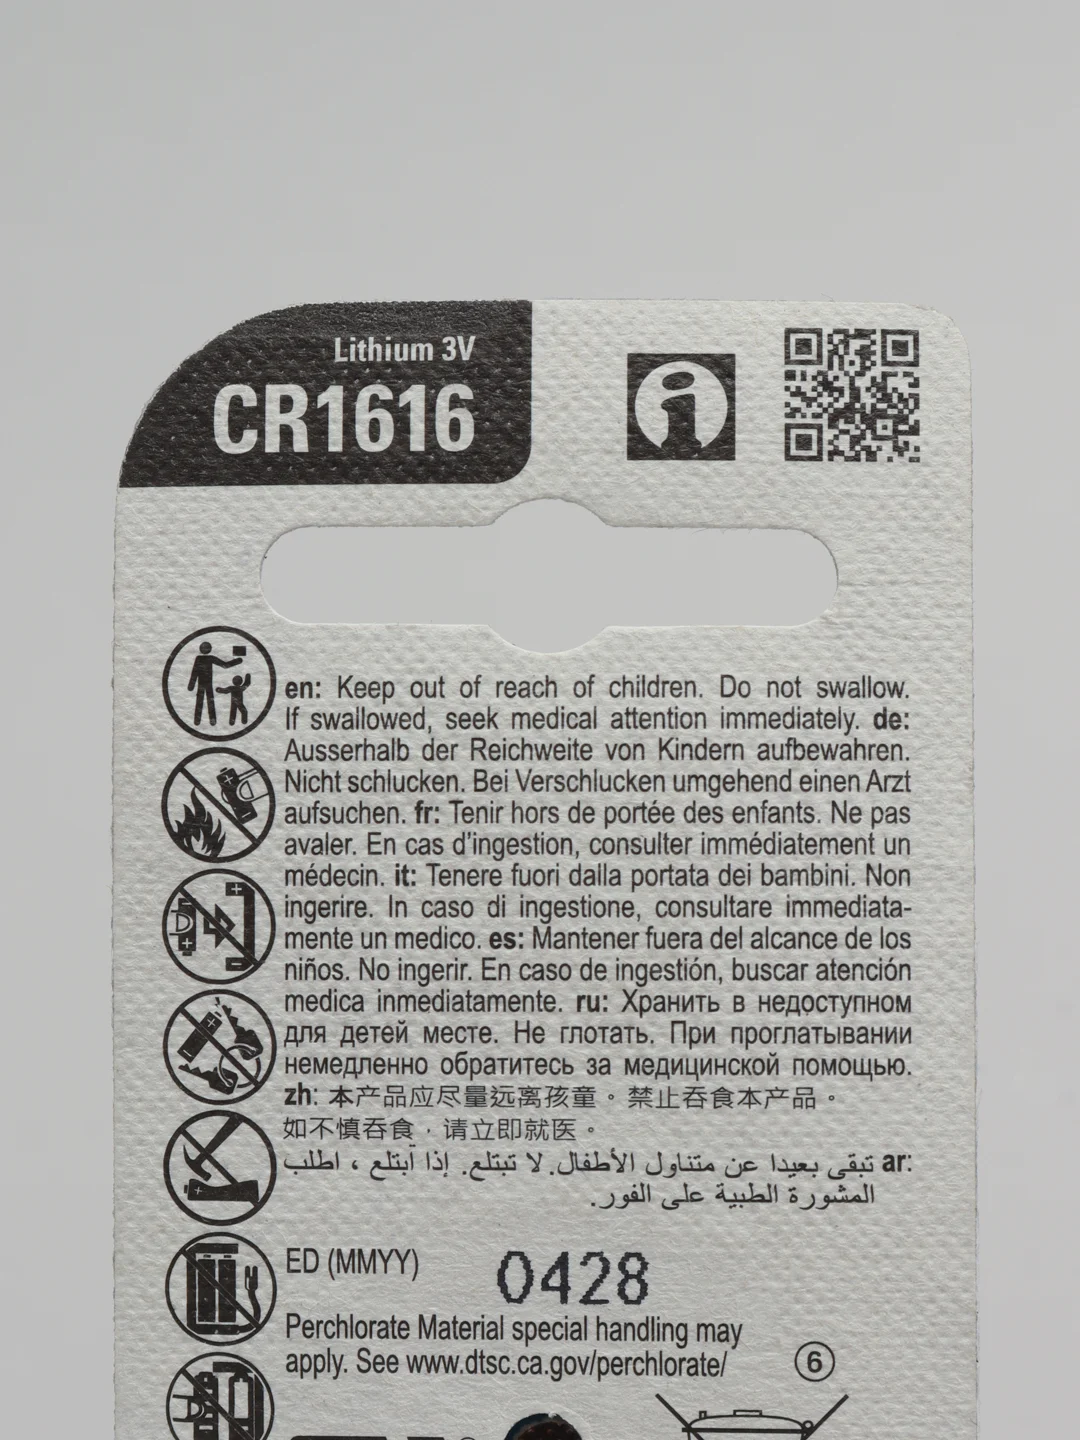 Lithium 3V
CR1616
en: Keep out of reach of children. Do not swallow.
If swallowed, seek medical attention immediately. de:
Ausserhalb der Reichweite von Kindern aufbewahren.
Nicht schlucken. Bei Verschlucken umgehend einen Arzt
aufsuchen. fr: Tenir hors de portée des enfants. Ne pas
avaler. En cas d'ingestion, consulter immédiatement un
médecin. it: Tenere fuori dalla portata dei bambini. Non
ingerire. In caso di ingestione, consultare immediata-
mente un medico. es: Mantener fuera del alcance de los
niños. No ingerir. En caso de ingestión, buscar atención
medica inmediatamente. ru: Хранить в недоступном
для детей месте. Не глотать. При проглатывании
немедленно обратитесь за медицинской помощью.
zh: 本产品应尽量远离孩童。禁止吞食本产品。
如不慎吞食，请立即就医。
ar: تبقى بعيدا عن متناول الأطفال. لا تبتلع. إذا اُبتلع ، اطلب
المشورة الطبية على الفور.
ED (MMYY) 0428
Perchlorate Material special handling may
apply. See www.dtsc.ca.gov/perchlorate/
6